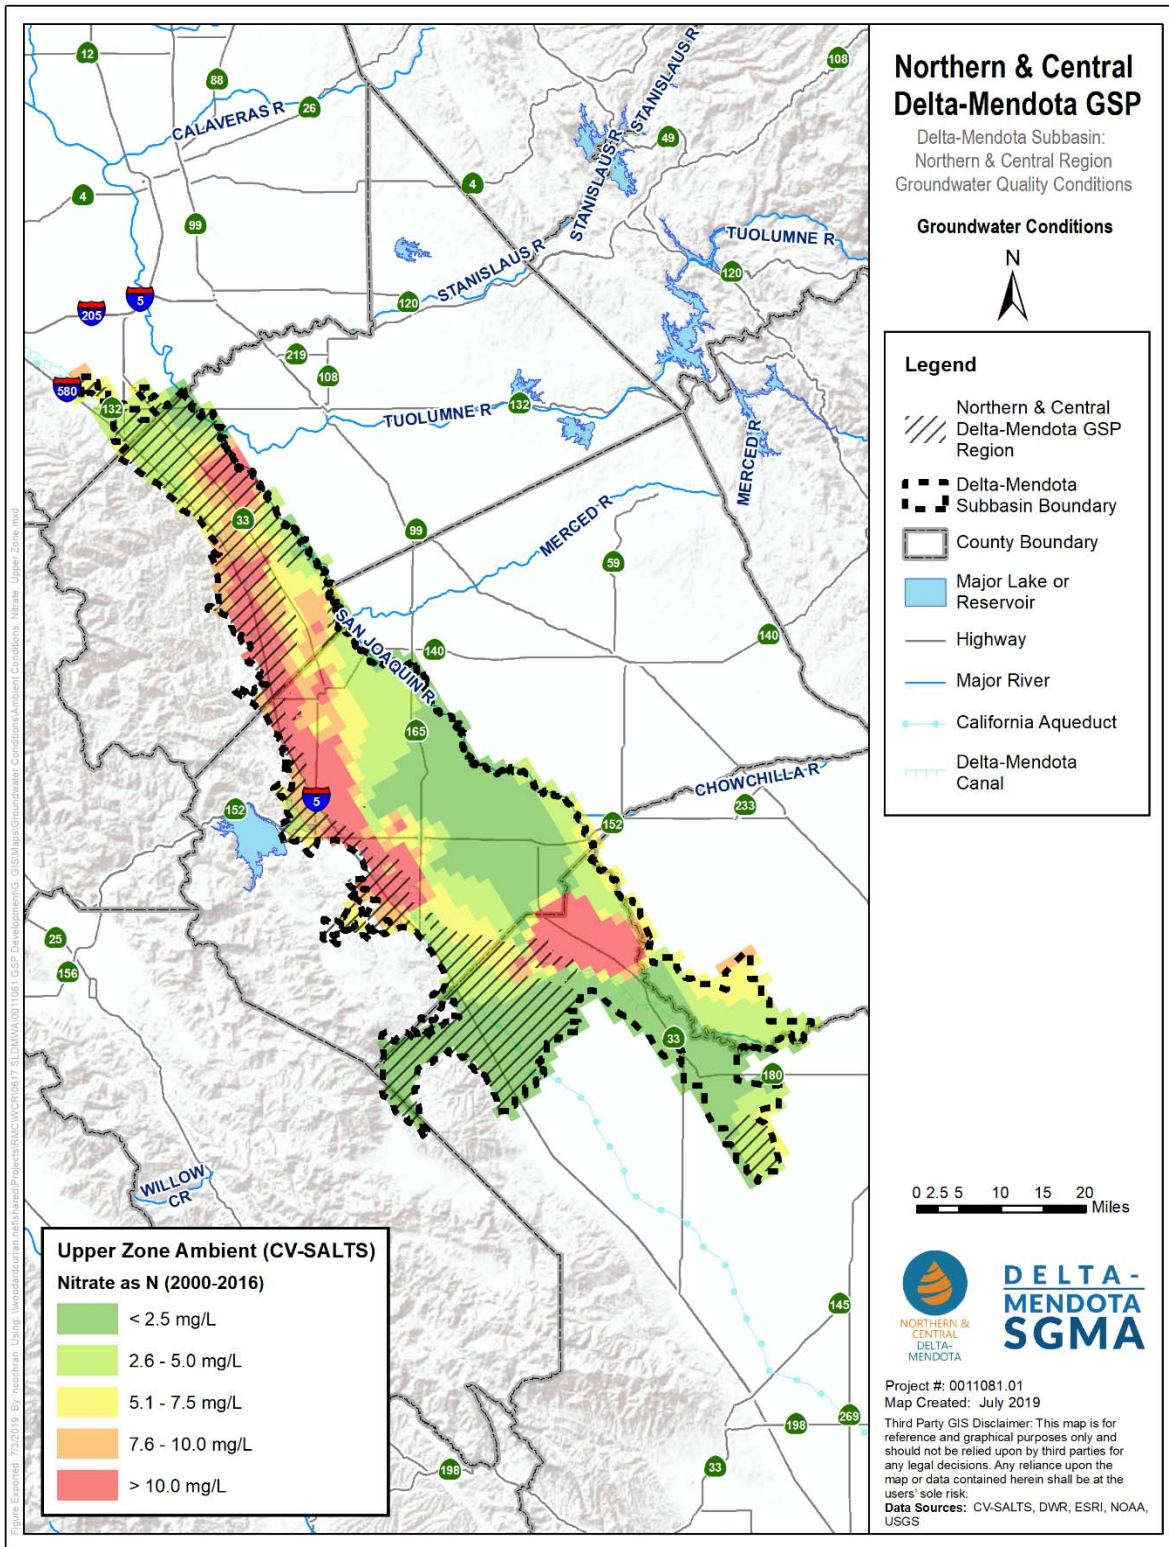 Northern & Central
Delta-Mendota GSP
Delta-Mendota Subbasin:
Northern & Central Region
Groundwater Quality Conditions
Groundwater Conditions
N
Legend
Northern & Central
Delta-Mendota GSP
Region
Delta-Mendota
Subbasin Boundary
County Boundary
Major Lake or
Reservoir
Highway
Major River
California Aqueduct
Delta-Mendota
Canal
0 2.5 5 10 15 20
Miles
NORTHERN &
CENTRAL
DELTA-
MENDOTA
DELTA-
MENDOTA
SGMA
Project #: 0011081.01
Map Created: July 2019
Third Party GIS Disclaimer: This map is for
reference and graphical purposes only and
should not be relied upon by third parties for
any legal decisions. Any reliance upon the
map or data contained herein shall be at the
users' sole risk.
Data Sources: CV-SALTS, DWR, ESRI, NOAA,
USGS
12
88
108
CALAVERAS R
26
STANISLAUS R
49
4
4
STANISLAUS R
99
TUOLUMNE R
STANISLAUS R
120
5
205
120
219
108
580
132
TUOLUMNE R
132
MERCED R
33
99
MERCED R
59
SAN JOAQUIN R
140
140
165
CHOWCHILLA R
5
152
233
152
25
156
33
180
WILLOW
CR
145
198
269
198
33
Upper Zone Ambient (CV-SALTS)
Nitrate as N (2000-2016)
< 2.5 mg/L
2.6 - 5.0 mg/L
5.1 - 7.5 mg/L
7.6 - 10.0 mg/L
> 10.0 mg/L